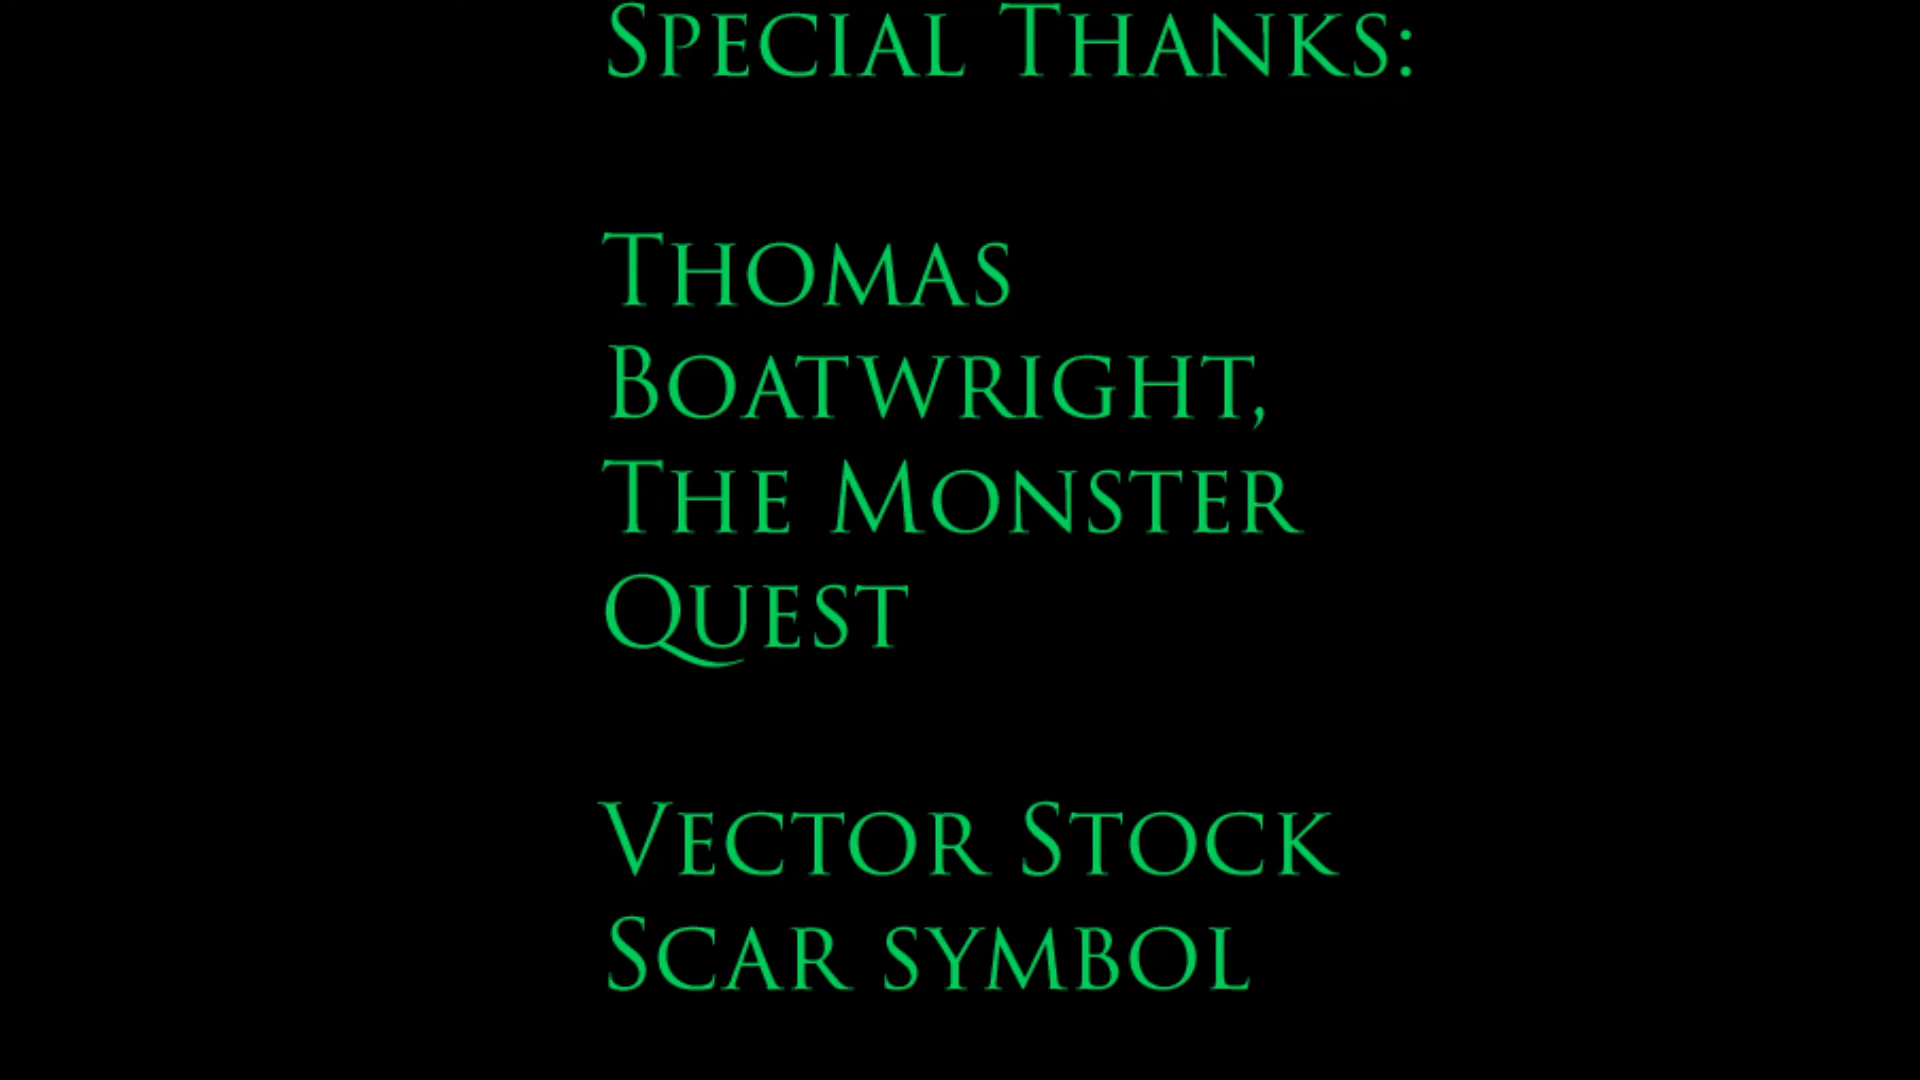 Special Thanks:
Thomas
Boatwright,
The Monster
Quest
Vector Stock
Scar symbol